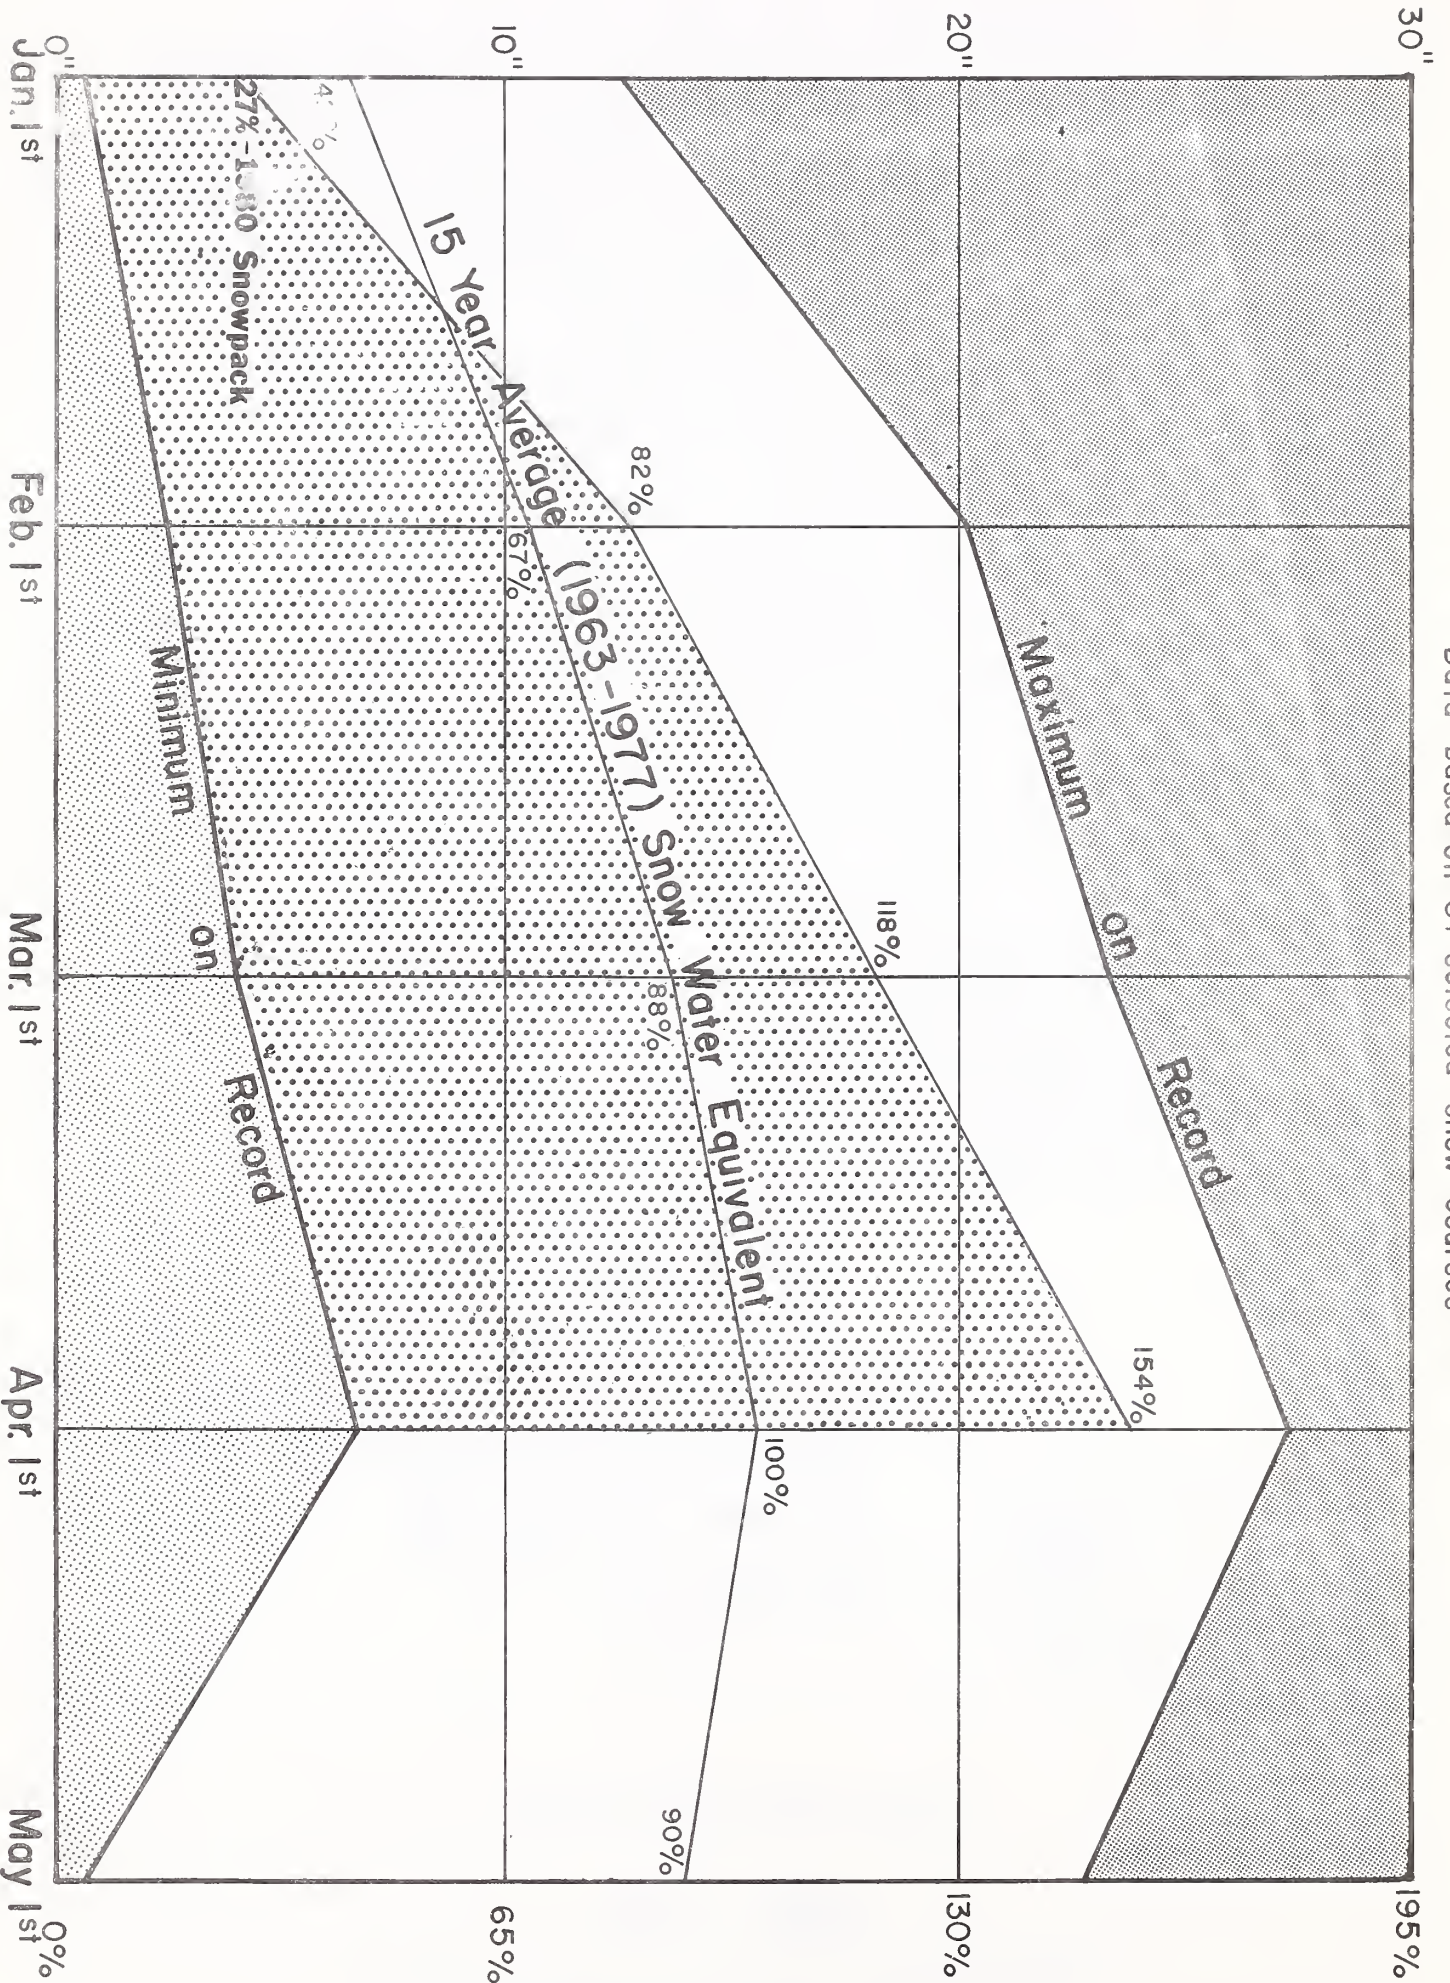 30"
20"
10"
0"
195%
130%
65%
0%
Maximum on Record
15 Year Average (1963-1977) Snow Water Equivalent
Minimum on Record
27% - Snowpack
82%
67%
118%
88%
154%
100%
90%
Jan. 1st
Feb. 1st
Mar. 1st
Apr. 1st
May 1st